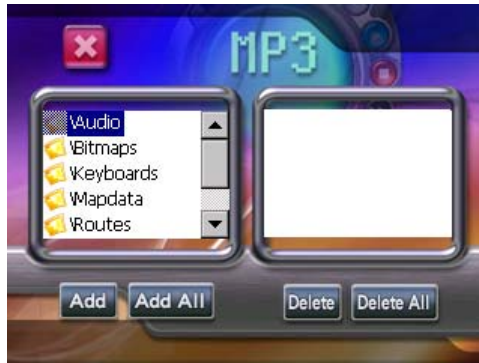 MP3
\Audio
\Bitmaps
\Keyboards
\Mapdata
\Routes
Add
Add All
Delete
Delete All